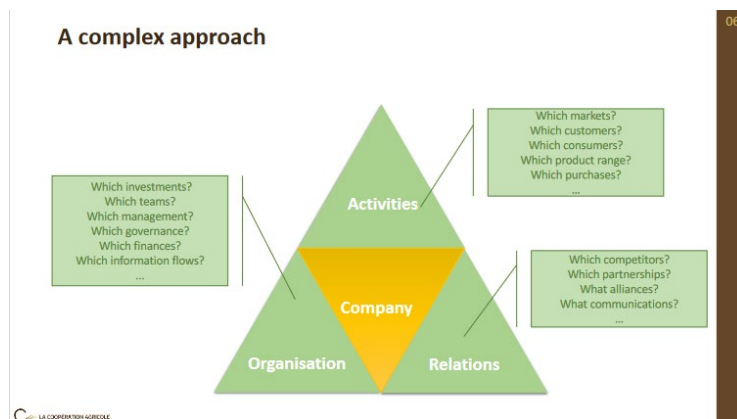 A complex approach
06
Which markets?
Which customers?
Which consumers?
Which product range?
Which purchases?
...
Activities
Which investments?
Which teams?
Which management?
Which governance?
Which finances?
Which information flows?
...
Which competitors?
Which partnerships?
What alliances?
What communications?
...
Company
Organisation
Relations
LA COOPÉRATION AGRICOLE